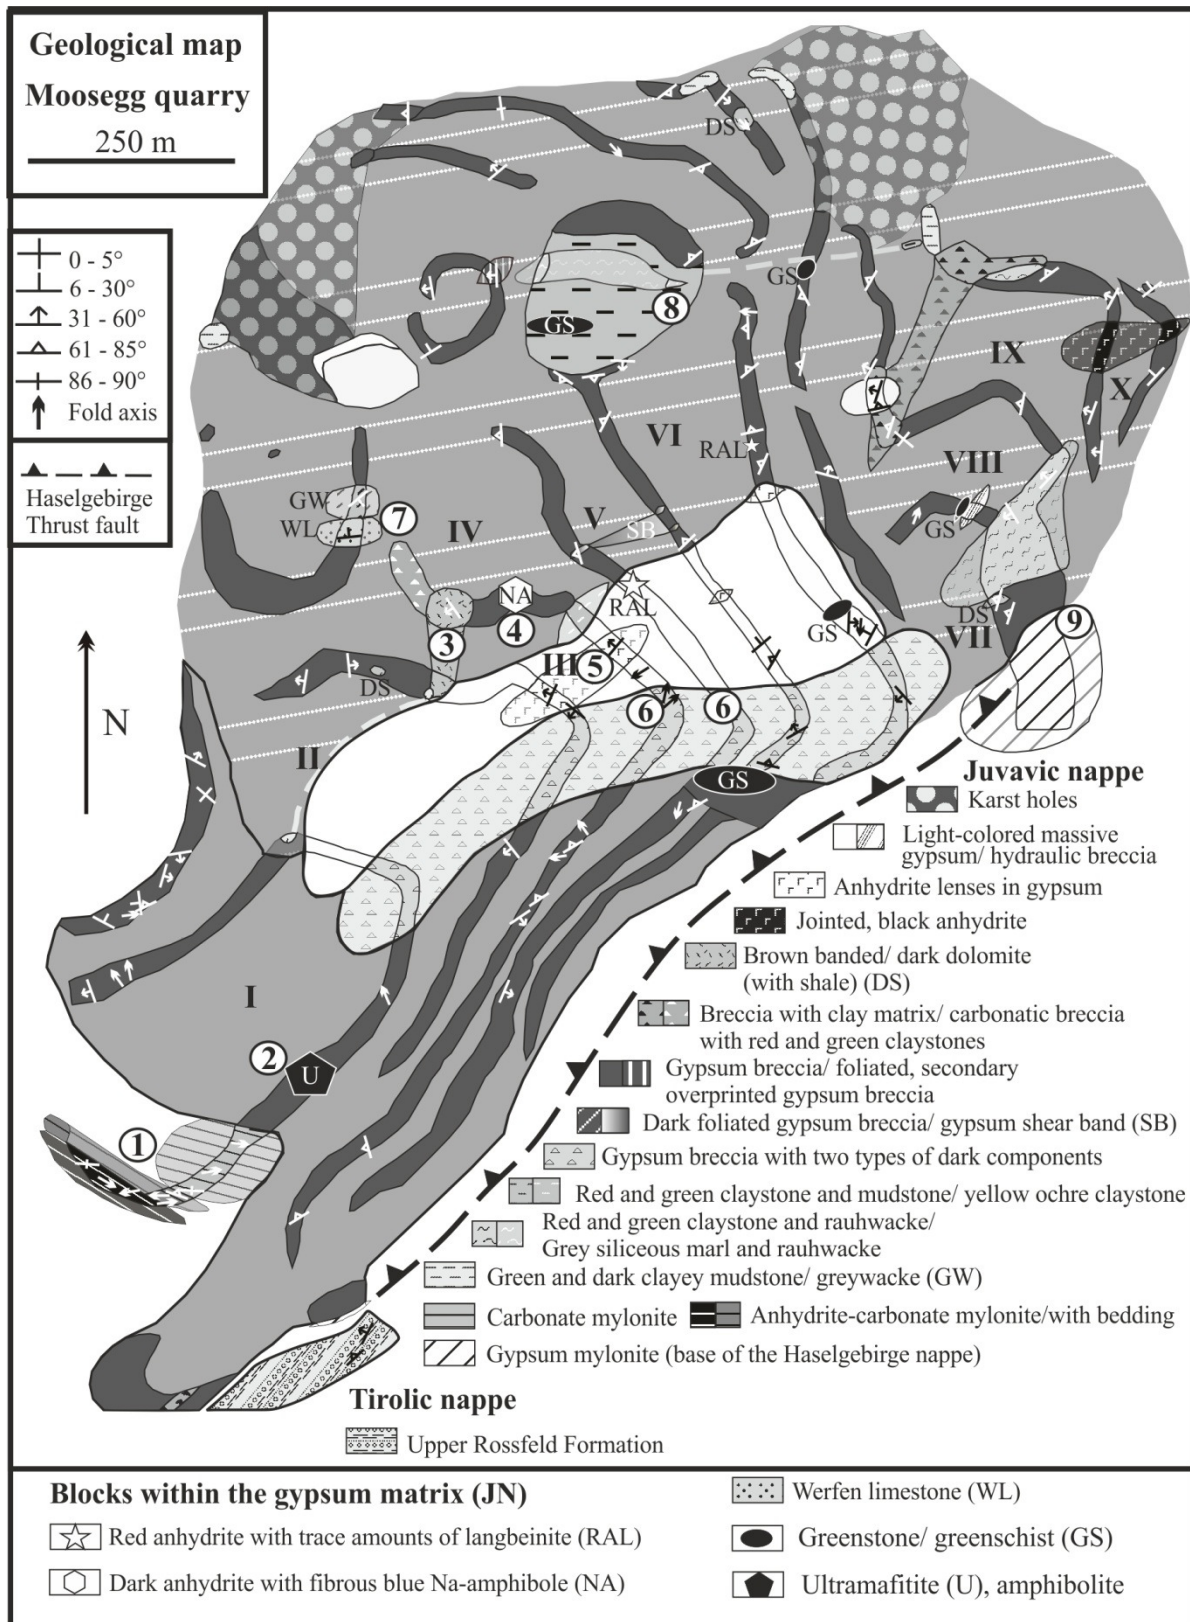 Geological map
Moosegg quarry
250 m
0 - 5°
6 - 30°
31 - 60°
61 - 85°
86 - 90°
Fold axis
Haselgebirge
Thrust fault
N
DS
GS
8
GS
IX
X
VI
RAL
VIII
GW
WL
7
IV
V
SB
GS
NA
RAL
3
4
GS
DS
VII
9
III
5
DS
6
6
II
GS
I
2
U
1
Juvavic nappe
Karst holes
Light-colored massive
gypsum/ hydraulic breccia
Anhydrite lenses in gypsum
Jointed, black anhydrite
Brown banded/ dark dolomite
(with shale) (DS)
Breccia with clay matrix/ carbonatic breccia
with red and green claystones
Gypsum breccia/ foliated, secondary
overprinted gypsum breccia
Dark foliated gypsum breccia/ gypsum shear band (SB)
Gypsum breccia with two types of dark components
Red and green claystone and mudstone/ yellow ochre claystone
Red and green claystone and rauhwacke/
Grey siliceous marl and rauhwacke
Green and dark clayey mudstone/ greywacke (GW)
Carbonate mylonite
Anhydrite-carbonate mylonite/with bedding
Gypsum mylonite (base of the Haselgebirge nappe)
Tirolic nappe
Upper Rossfeld Formation
Blocks within the gypsum matrix (JN)
Red anhydrite with trace amounts of langbeinite (RAL)
Dark anhydrite with fibrous blue Na-amphibole (NA)
Werfen limestone (WL)
Greenstone/ greenschist (GS)
Ultramafitite (U), amphibolite